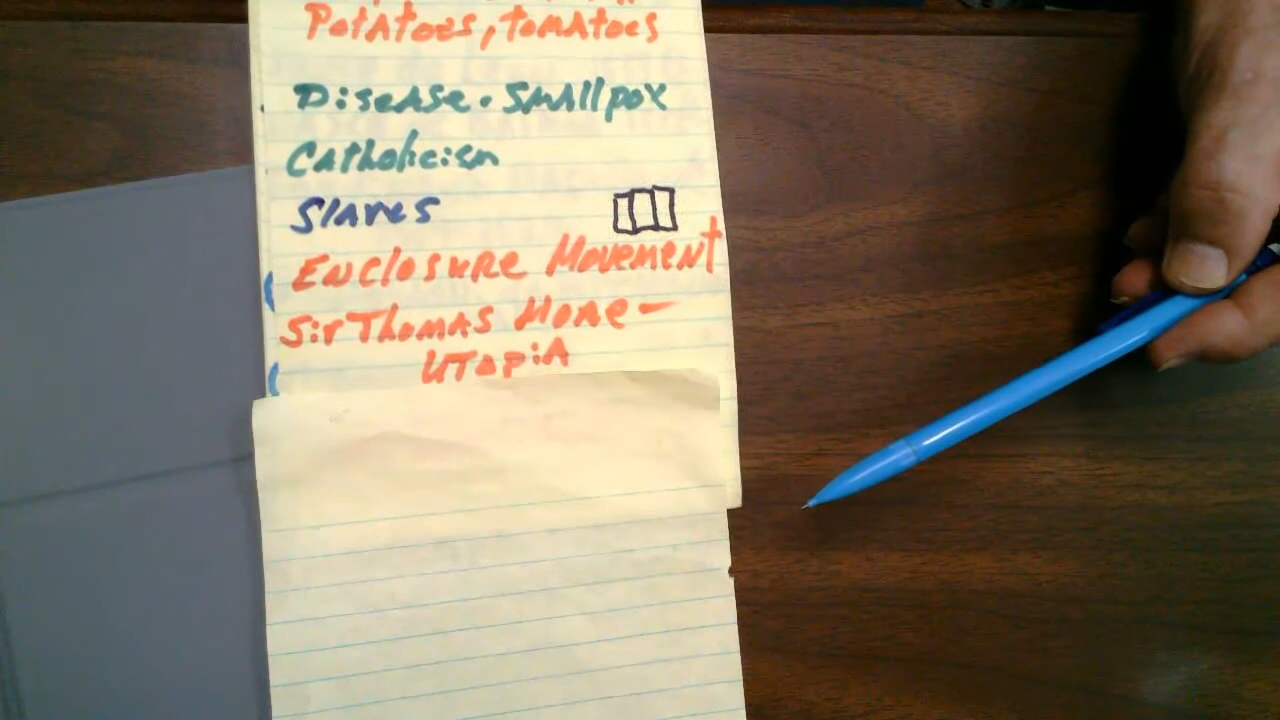 Potatoes, tomatoes
Disease. Smallpox
Catholicism
Slaves
Enclosure Movement
Sir Thomas More -
Utopia